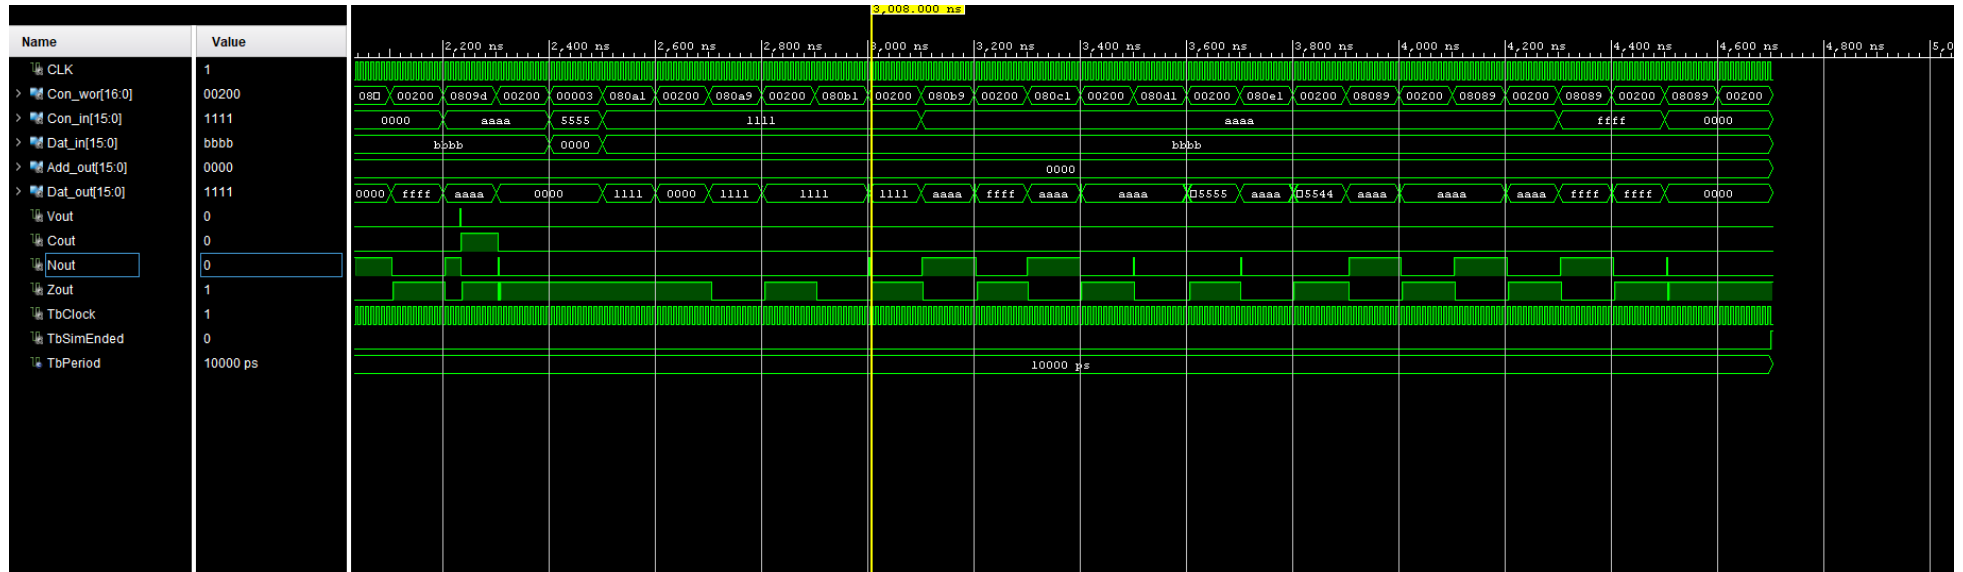 3,008.000 ns
Name Value
2,200 ns 2,400 ns 2,600 ns 2,800 ns 3,000 ns 3,200 ns 3,400 ns 3,600 ns 3,800 ns 4,000 ns 4,200 ns 4,400 ns 4,600 ns 4,800 ns 5,0
CLK 1
Con_wor[16:0] 00200 08□ 00200 0809d 00200 00003 080a1 00200 080a9 00200 080b1 00200 080b9 00200 080c1 00200 080d1 00200 080e1 00200 08089 00200 08089 00200 08089 00200 08089 00200
Con_in[15:0] 1111 0000 aaaa 5555 1111 aaaa ffff 0000
Dat_in[15:0] bbbb bbbb 0000 bbbb
Add_out[15:0] 0000 0000
Dat_out[15:0] 1111 0000 ffff aaaa 0000 1111 0000 1111 1111 1111 aaaa ffff aaaa aaaa □5555 aaaa □5544 aaaa aaaa aaaa ffff ffff 0000
Vout 0
Cout 0
Nout 0
Zout 1
TbClock 1
TbSimEnded 0
TbPeriod 10000 ps 10000 ps